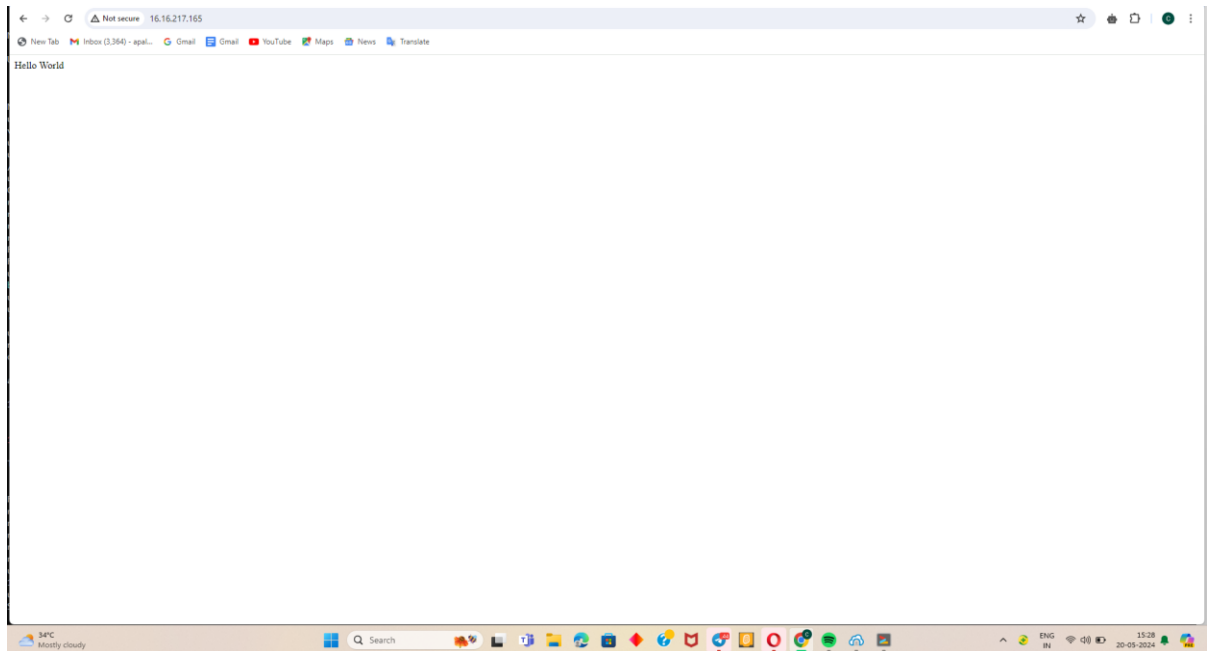 Not secure 16.16.217.165
New Tab Inbox (3,364) - apal... Gmail Gmail YouTube Maps News Translate
Hello World
34°C
Mostly cloudy
Search
ENG
IN
15:28
20-05-2024